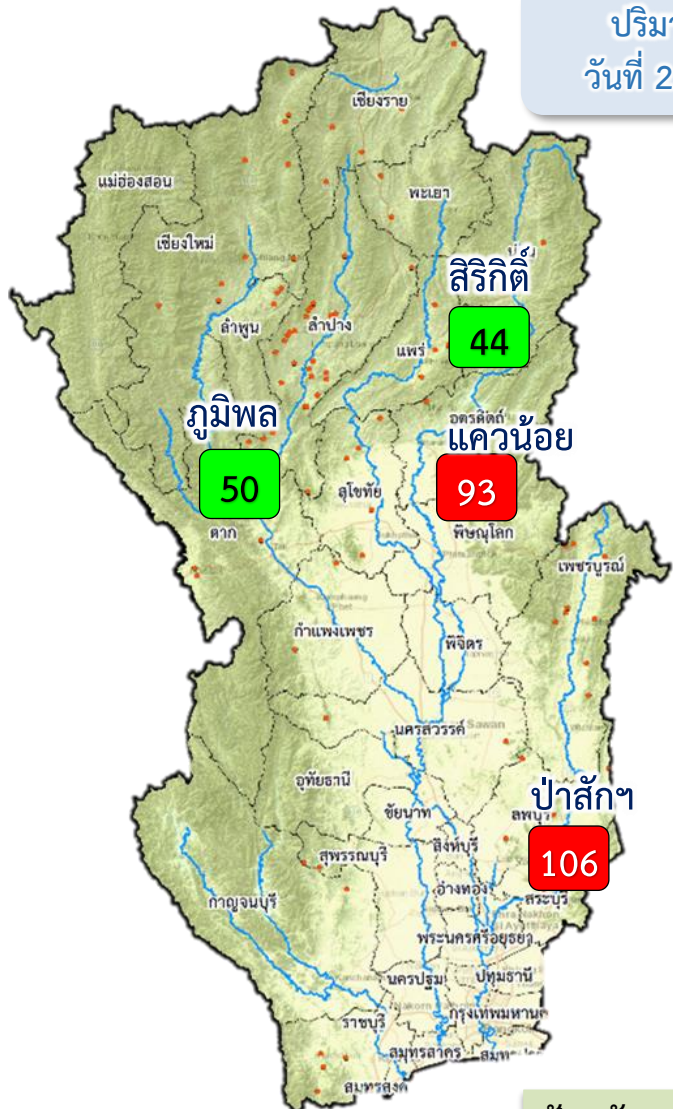 ปริมา
วันที่ 2
เชียงราย
แม่ฮ่องสอน
พะเยา
เชียงใหม่
น่าน
สิริกิติ์
44
ลำพูน
ลำปาง
แพร่
ภูมิพล
50
อุตรดิตถ์
แควน้อย
93
สุโขทัย
ตาก
พิษณุโลก
เพชรบูรณ์
กำแพงเพชร
พิจิตร
นครสวรรค์
Sawan
อุทัยธานี
ป่าสักฯ
106
ชัยนาท
ลพบุรี
สิงห์บุรี
สุพรรณบุรี
อ่างทอง
สระบุรี
กาญจนบุรี
พระนครศรีอยุธยา
นครปฐม
ปทุมธานี
ราชบุรี
กรุงเทพมหานค
สมุทรสาคร
สมุทรสงค